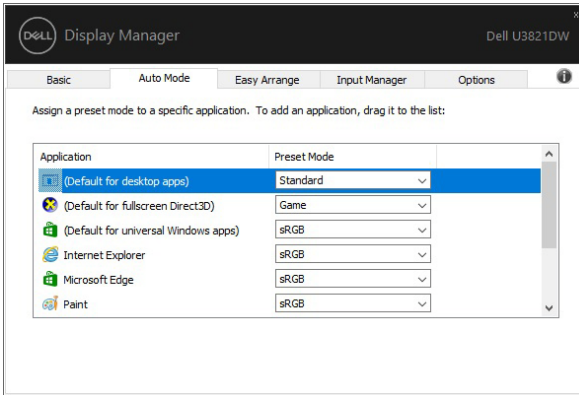 DELL Display Manager Dell U3821DW
Basic Auto Mode Easy Arrange Input Manager Options
Assign a preset mode to a specific application. To add an application, drag it to the list:
Application Preset Mode
(Default for desktop apps) Standard
(Default for fullscreen Direct3D) Game
(Default for universal Windows apps) sRGB
Internet Explorer sRGB
Microsoft Edge sRGB
Paint sRGB